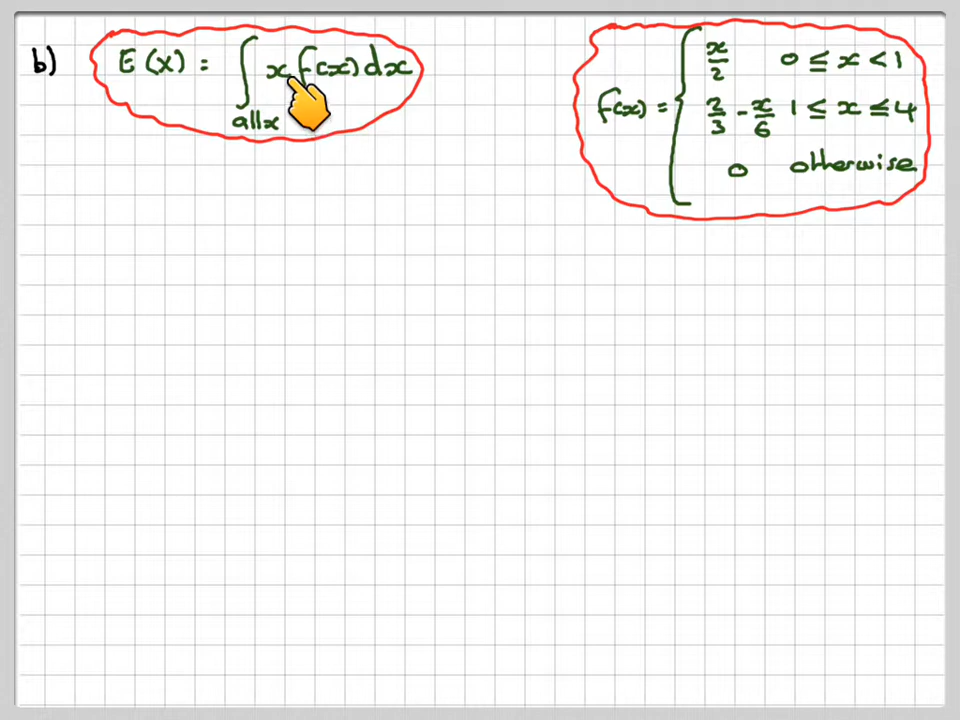 b) E(X) = ∫ x f(x) dx
all x
f(x) = { x/2 0 ≤ x < 1
2/3 - x/6 1 ≤ x ≤ 4
0 otherwise